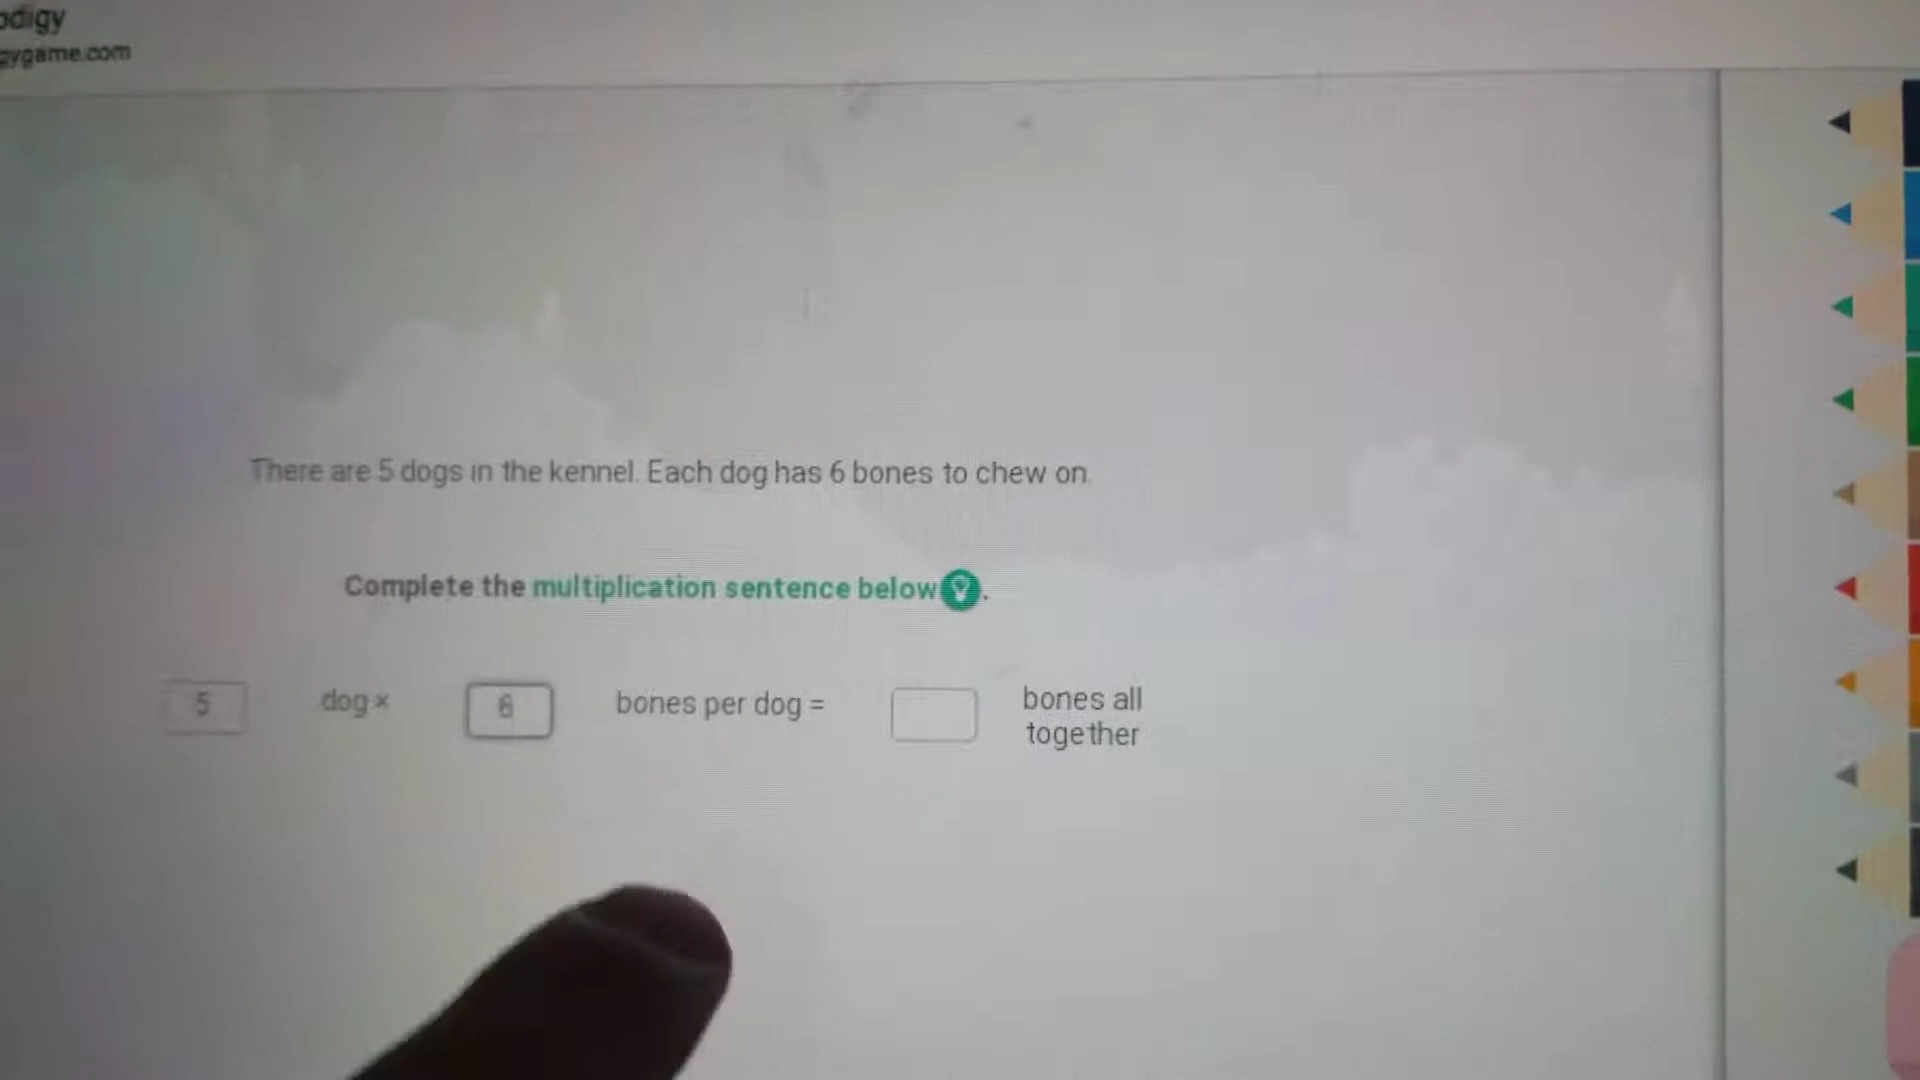 odigy
gygame.com
There are 5 dogs in the kennel. Each dog has 6 bones to chew on.
Complete the multiplication sentence below.
5 dog × 6 bones per dog = bones all together